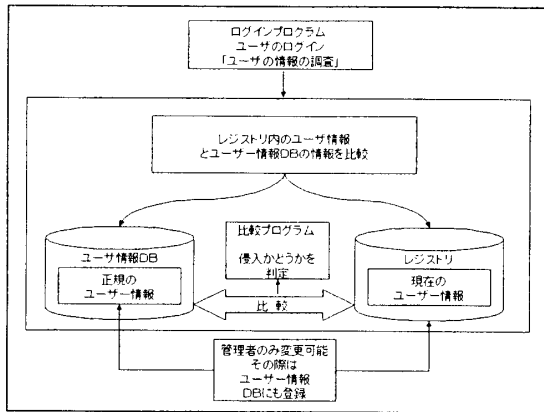 ログインプログラム
ユーザのログイン
「ユーザの情報の調査」
レジストリ内のユーザ情報
とユーザー情報DBの情報を比較
ユーザ情報DB
正規の
ユーザー情報
比較プログラム
侵入かどうかを
判定
レジストリ
現在の
ユーザー情報
比 較
管理者のみ変更可能
その際は
ユーザー情報
DBにも登録